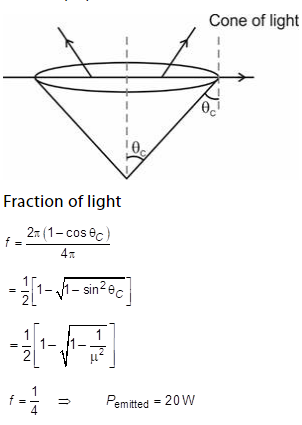 Cone of light
θc
θc
Fraction of light
f = 2π(1 – cos θC) / 4π
= 1/2 [1 – √(1 – sin²θC)]
= 1/2 [1 – √(1 – 1/μ²)]
f = 1/4 ⇒ Pemitted = 20 W